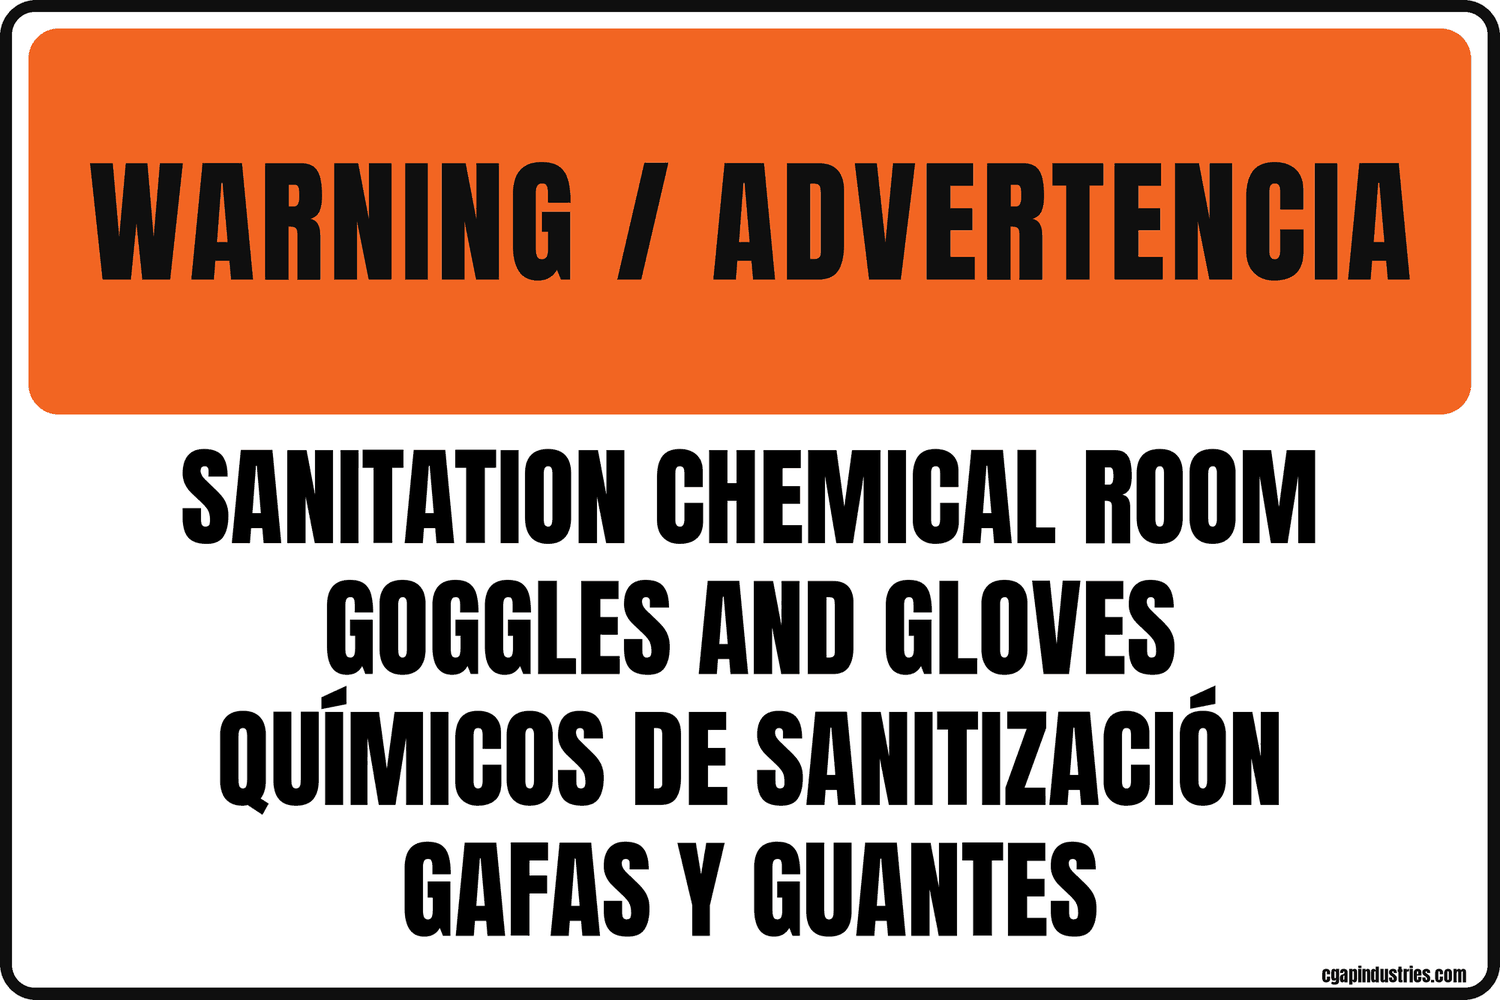 WARNING / ADVERTENCIA
SANITATION CHEMICAL ROOM
GOGGLES AND GLOVES
QUÍMICOS DE SANITIZACIÓN
GAFAS Y GUANTES
cgapindustries.com